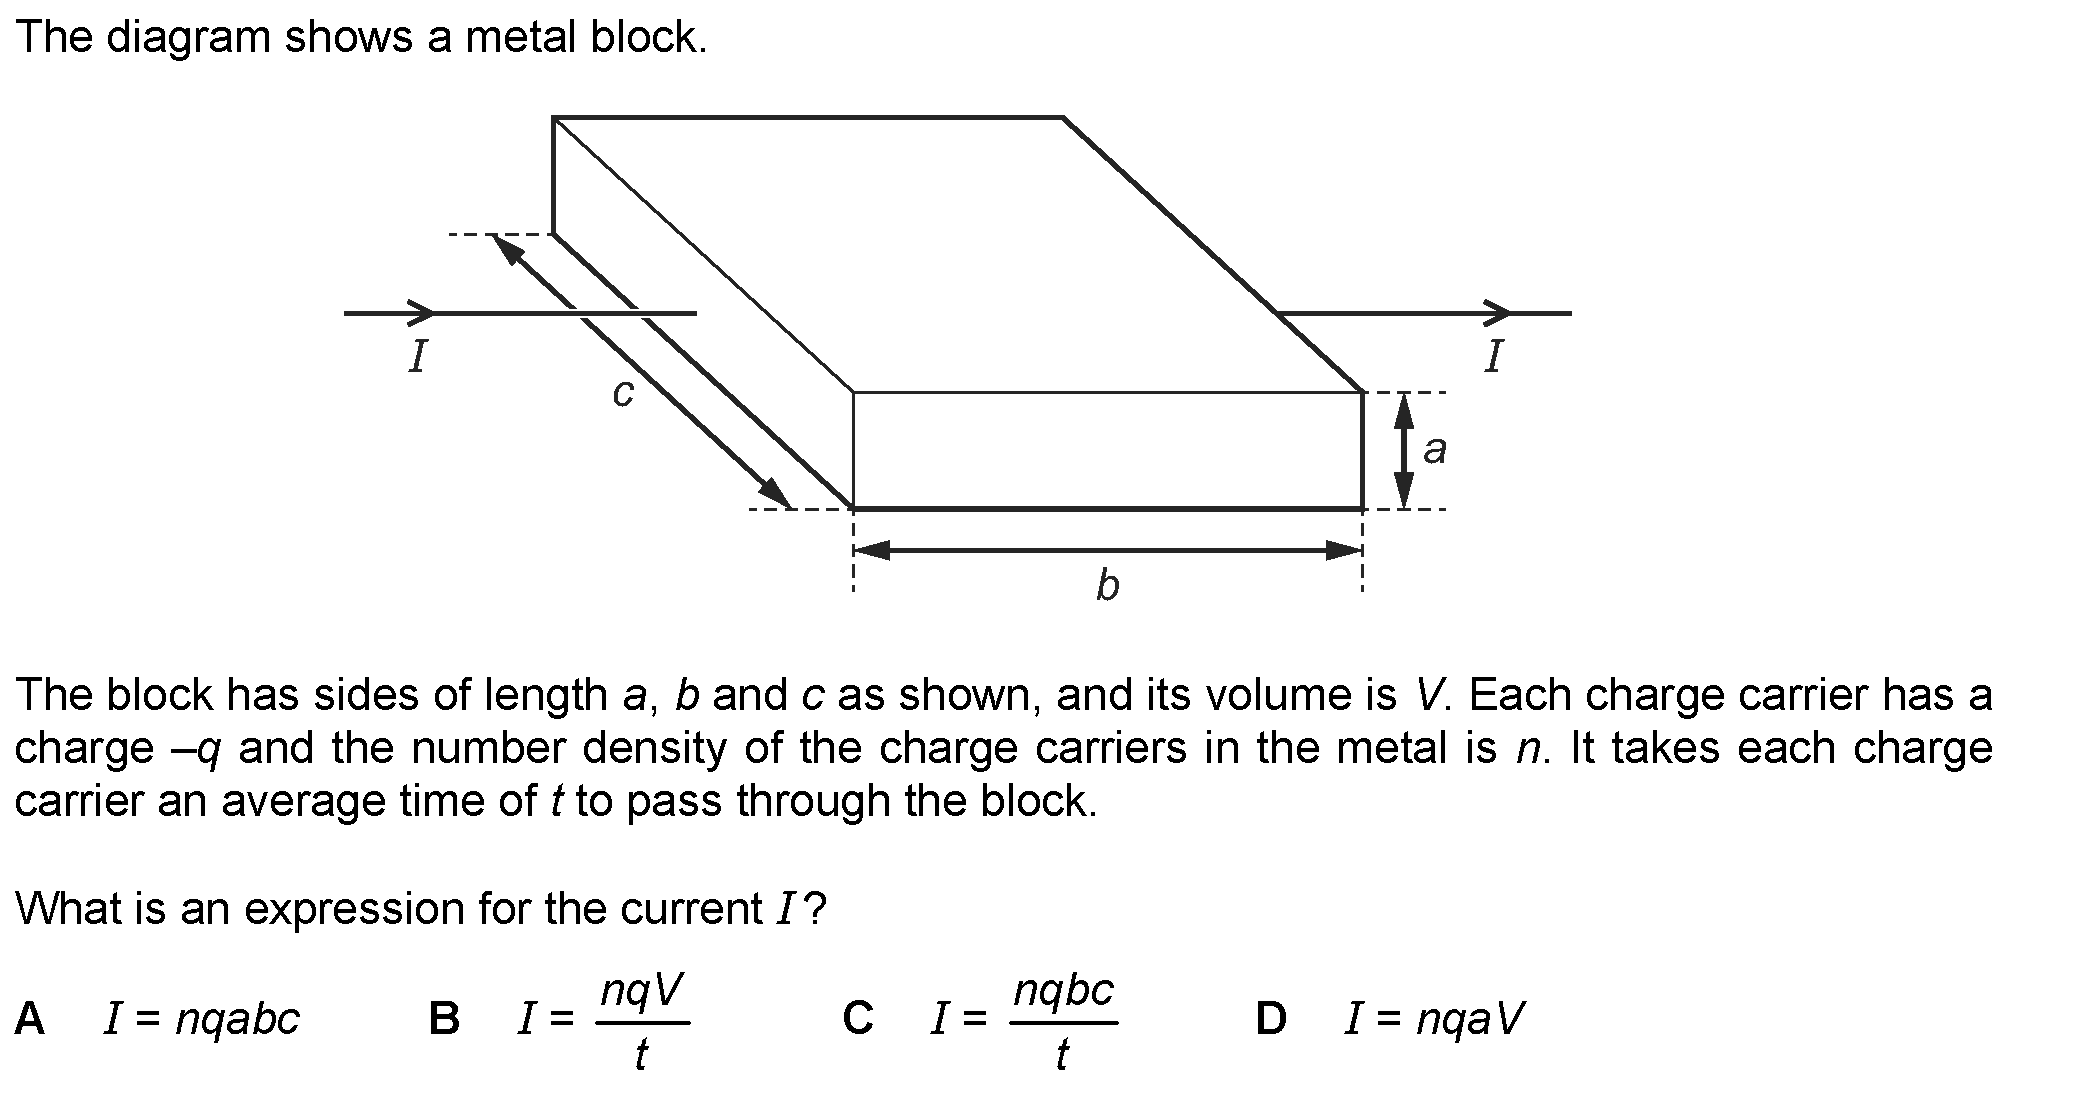 The diagram shows a metal block.
I
I
c
a
b
The block has sides of length a, b and c as shown, and its volume is V. Each charge carrier has a
charge –q and the number density of the charge carriers in the metal is n. It takes each charge
carrier an average time of t to pass through the block.
What is an expression for the current I?
A I = nqabc B I = nqV/t C I = nqbc/t D I = nqaV